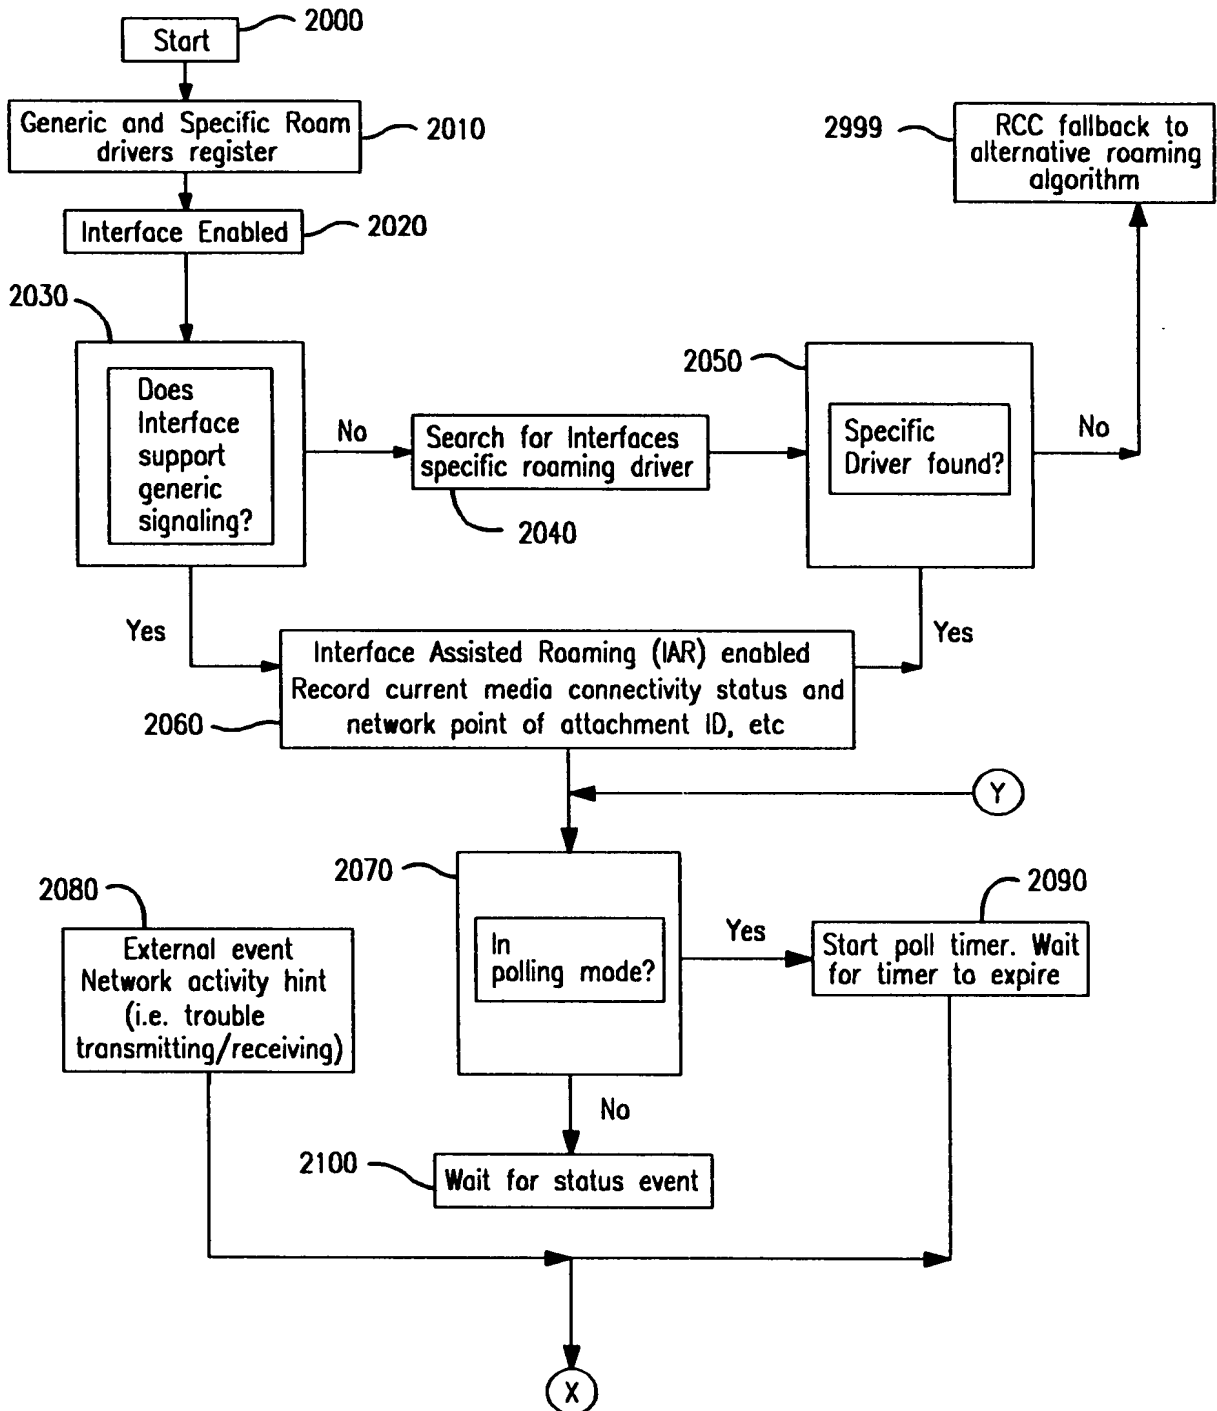 Start
2000
Generic and Specific Roam
drivers register
2010
2999
RCC fallback to
alternative roaming
algorithm
Interface Enabled
2020
2030
Does
Interface
support
generic
signaling?
No
Search for Interfaces
specific roaming driver
2040
2050
Specific
Driver found?
No
Yes
Yes
Interface Assisted Roaming (IAR) enabled
Record current media connectivity status and
network point of attachment ID, etc
2060
Y
2070
In
polling mode?
Yes
2080
External event
Network activity hint
(i.e. trouble
transmitting/receiving)
2090
Start poll timer. Wait
for timer to expire
No
2100
Wait for status event
X